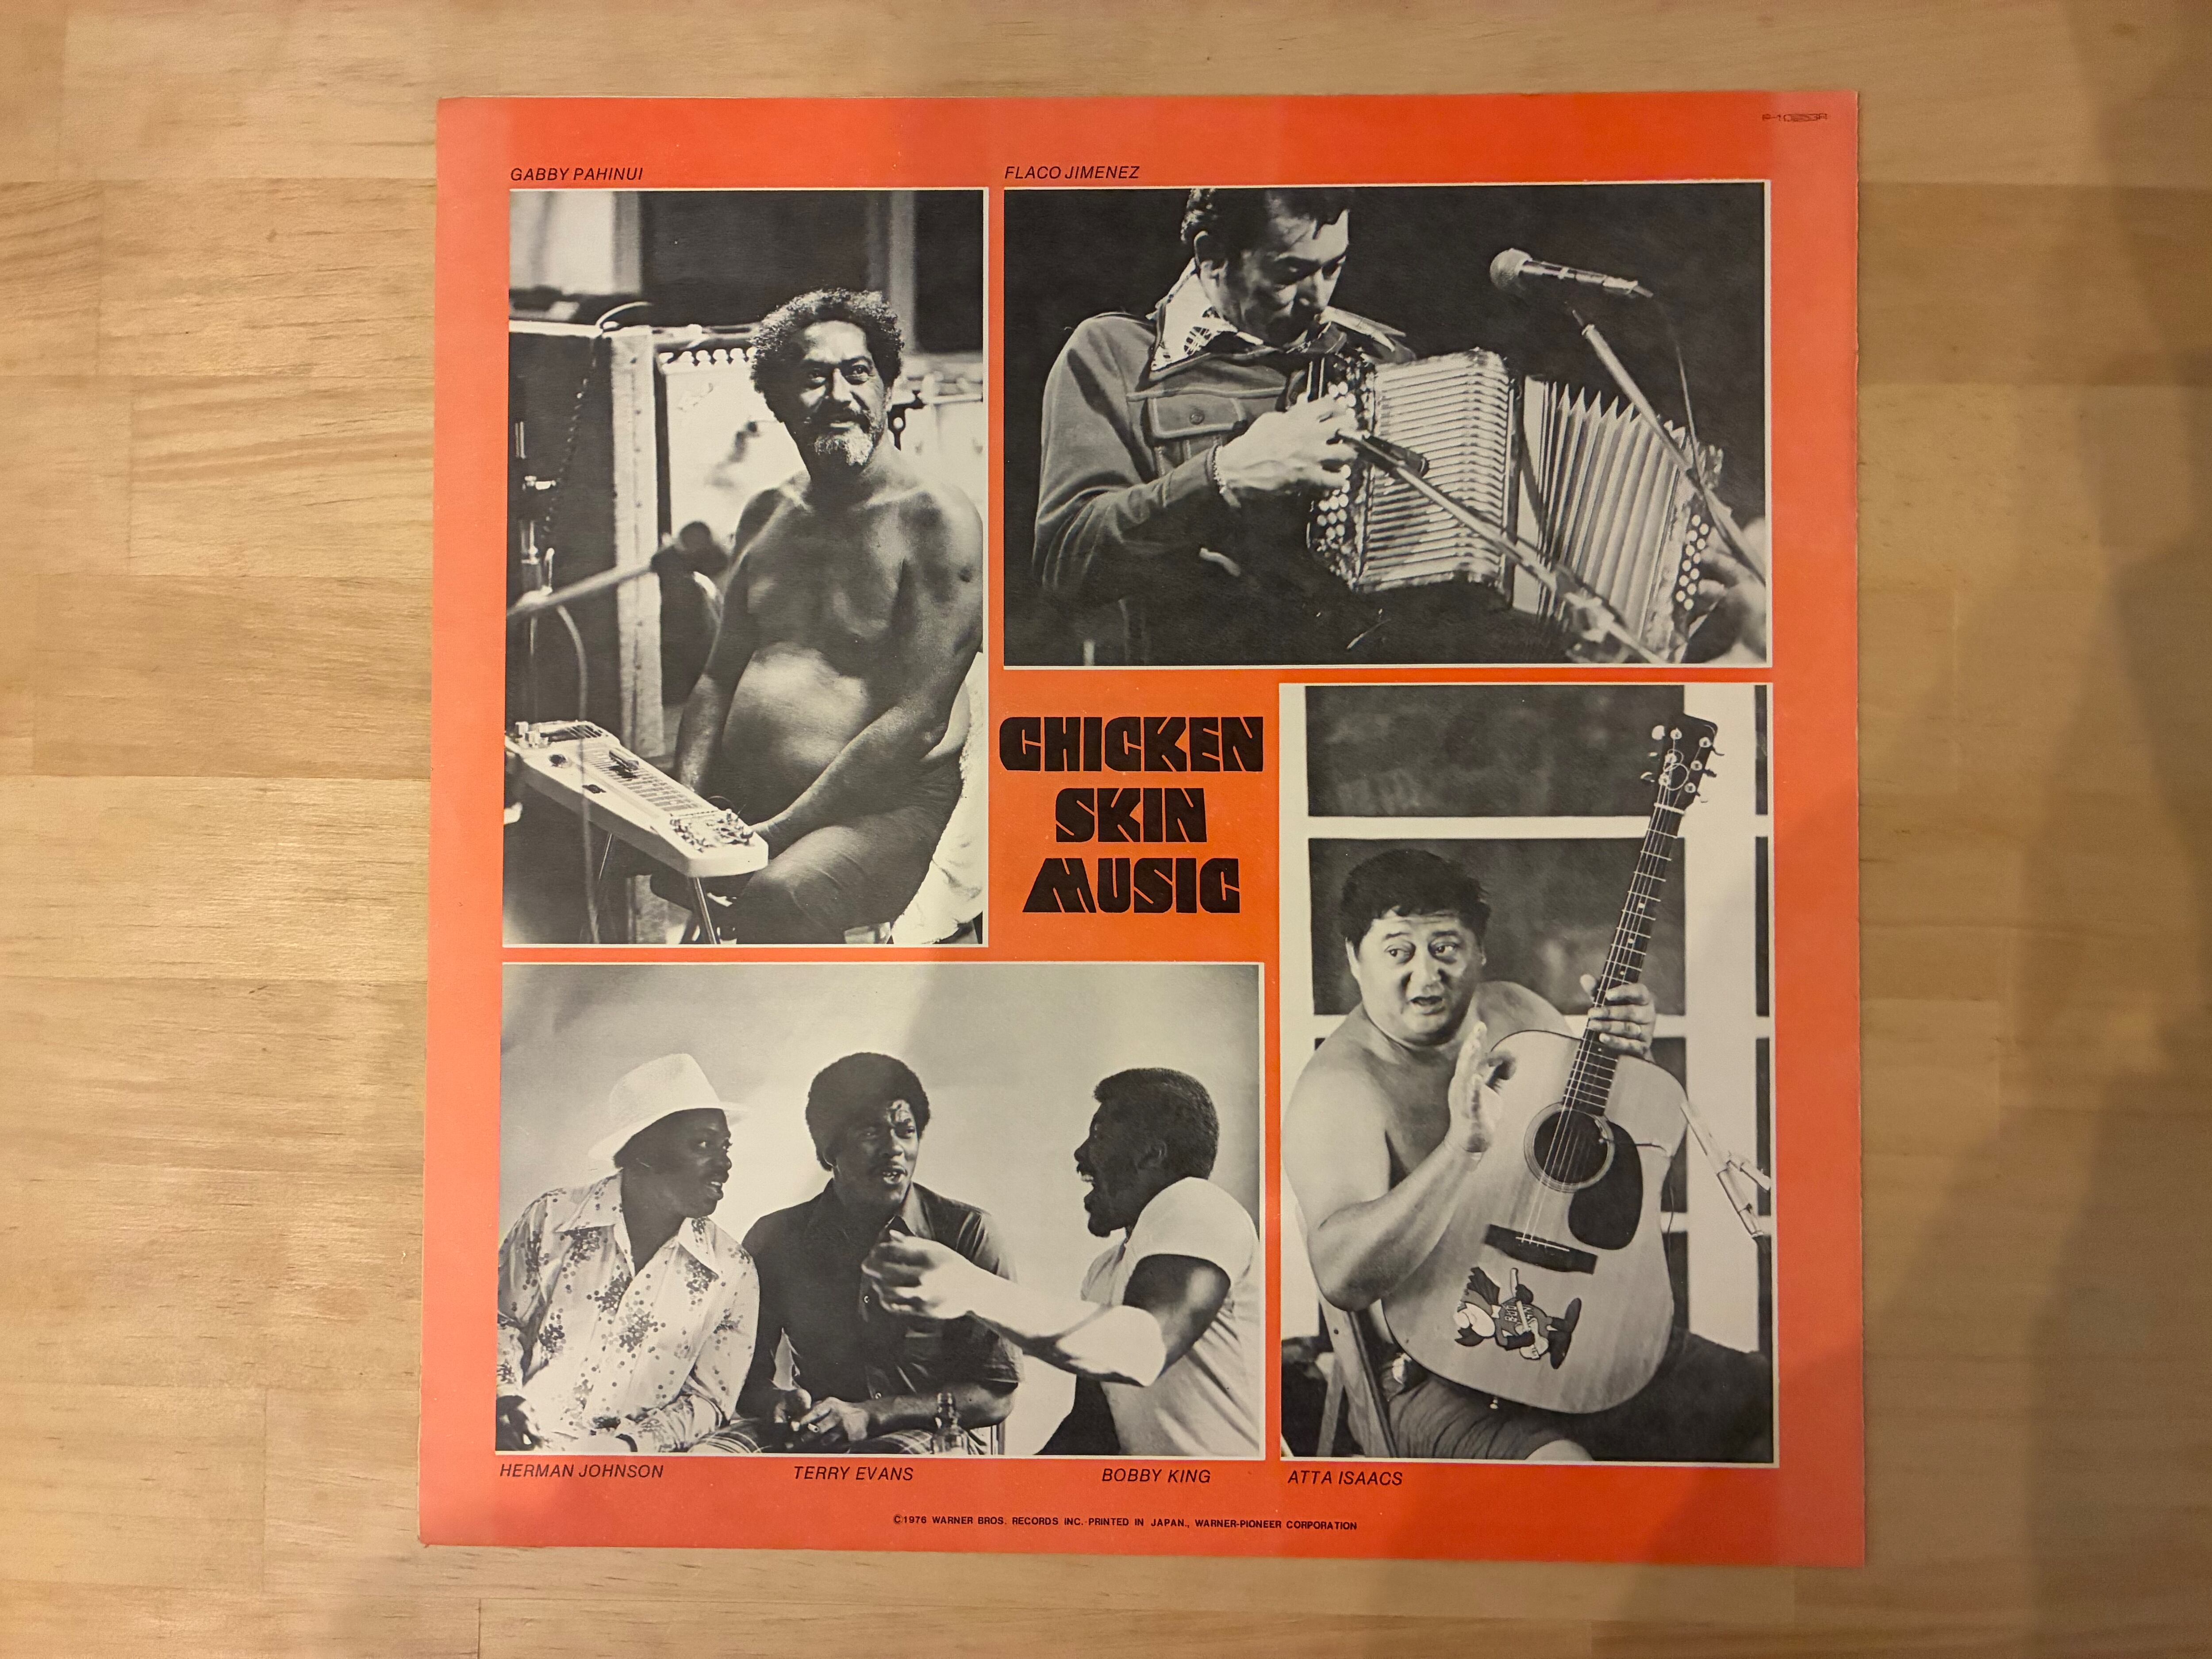 GABBY PAHINUI
FLACO JIMENEZ
CHICKEN
SKIN
MUSIC
HERMAN JOHNSON
TERRY EVANS
BOBBY KING
ATTA ISAACS
©1976 WARNER BROS. RECORDS INC. PRINTED IN JAPAN., WARNER-PIONEER CORPORATION